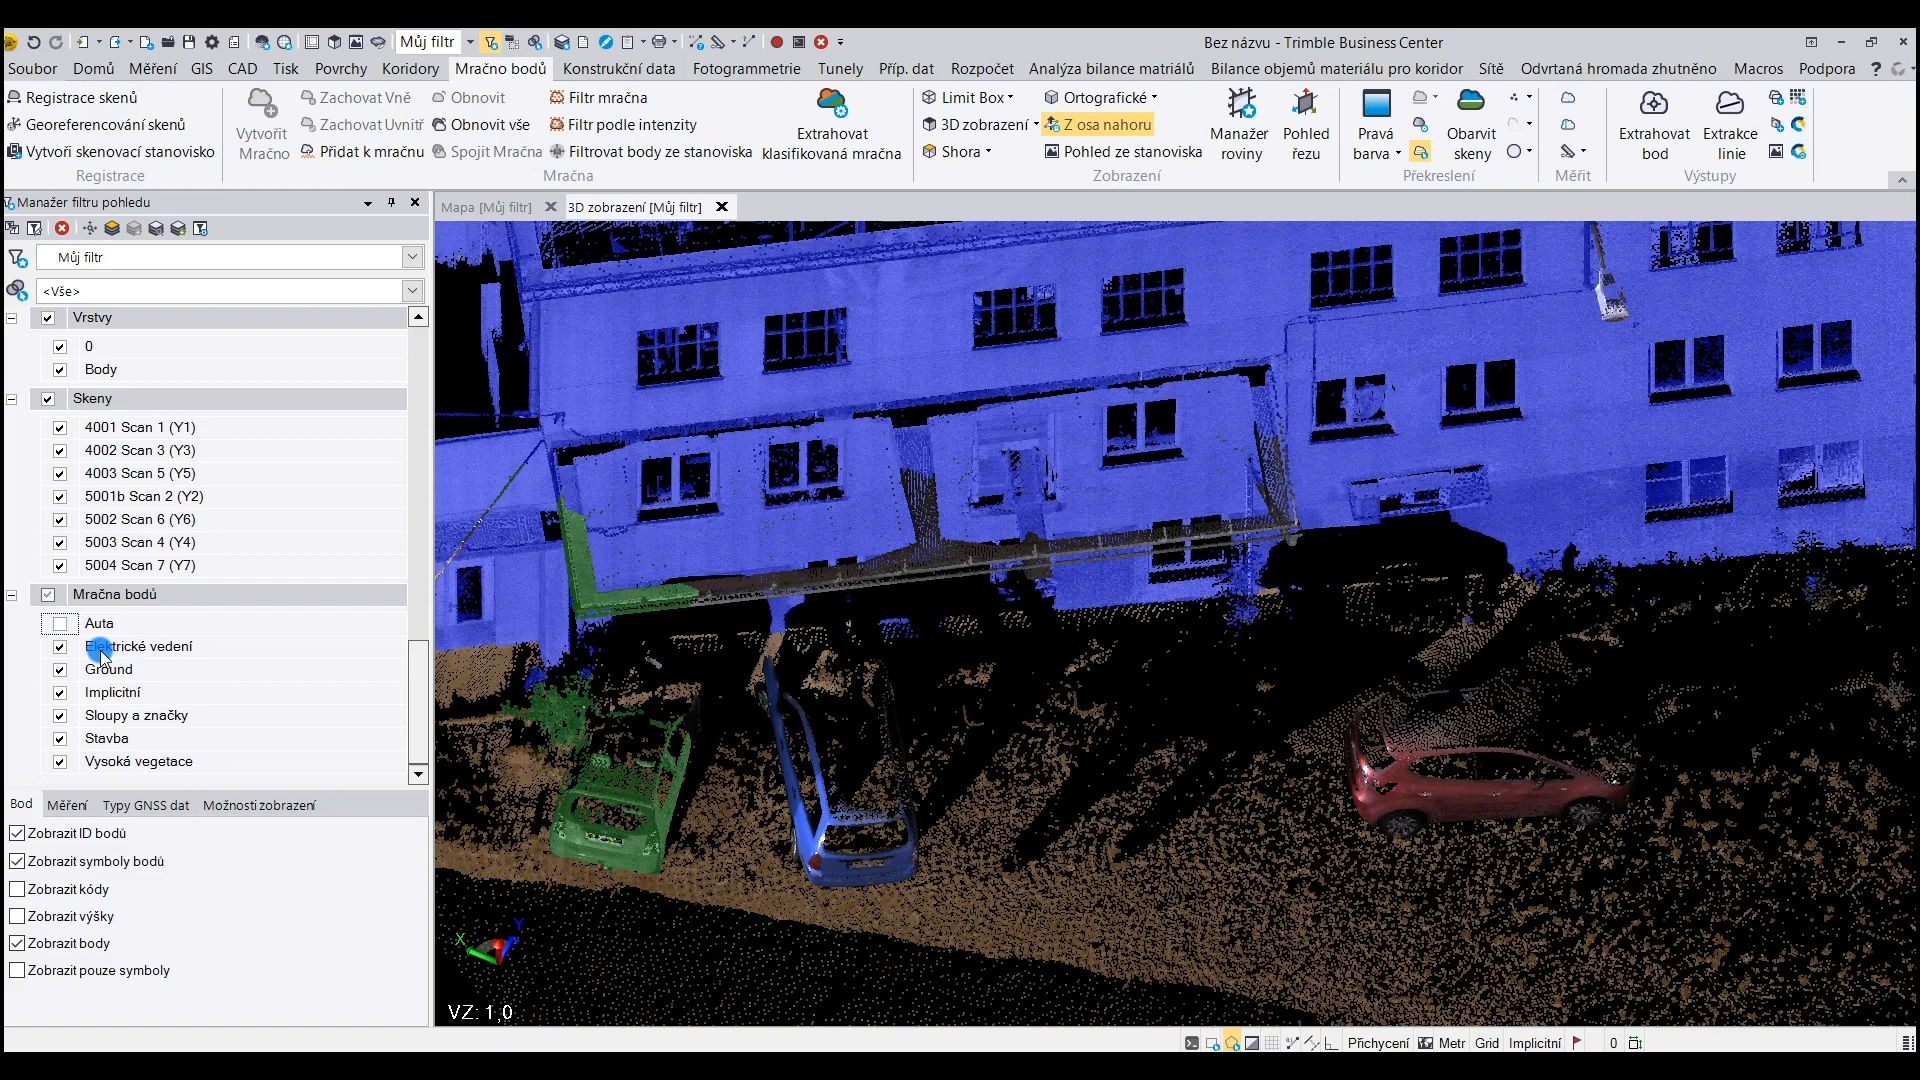 Můj filtr
Bez názvu - Trimble Business Center
Soubor Domů Měření GIS CAD Tisk Povrchy Koridory Mračno bodů Konstrukční data Fotogrammetrie Tunely Příp. dat Rozpočet Analýza bilance matriálů Bilance objemů materiálu pro koridor Sítě Odvrtaná hromada zhutněno Macros Podpora ?
Registrace skenů
Georeferencování skenů
Vytvoři skenovací stanovisko
Registrace
Vytvořit
Mračno
Zachovat Vně
Zachovat Uvnitř
Přidat k mračnu
Obnovit
Obnovit vše
Spojit Mračna
Filtr mračna
Filtr podle intenzity
Filtrovat body ze stanoviska
Extrahovat
klasifikovaná mračna
Mračna
Limit Box
3D zobrazení
Shora
Ortografické
Z osa nahoru
Pohled ze stanoviska
Manažer
roviny
Pohled
řezu
Zobrazení
Pravá
barva
Obarvit
skeny
Překreslení
Měřit
Extrahovat
bod
Extrakce
linie
Výstupy
Manažer filtru pohledu
Můj filtr
<Vše>
Vrstvy
0
Body
Skeny
4001 Scan 1 (Y1)
4002 Scan 3 (Y3)
4003 Scan 5 (Y5)
5001b Scan 2 (Y2)
5002 Scan 6 (Y6)
5003 Scan 4 (Y4)
5004 Scan 7 (Y7)
Mračna bodů
Auta
Elektrické vedení
Ground
Implicitní
Sloupy a značky
Stavba
Vysoká vegetace
Bod Měření Typy GNSS dat Možnosti zobrazení
Zobrazit ID bodů
Zobrazit symboly bodů
Zobrazit kódy
Zobrazit výšky
Zobrazit body
Zobrazit pouze symboly
Mapa [Můj filtr]
3D zobrazení [Můj filtr]
X
Y
VZ: 1,0
Přichycení Metr Grid Implicitní 0